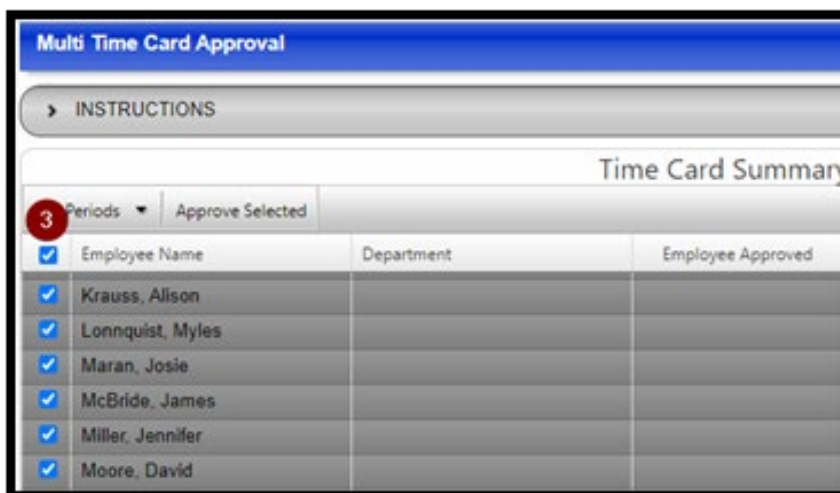 Multi Time Card Approval
INSTRUCTIONS
Time Card Summary
3 Periods Approve Selected
Employee Name Department Employee Approved
Krauss, Alison
Lonnquist, Myles
Maran, Josie
McBride, James
Miller, Jennifer
Moore, David